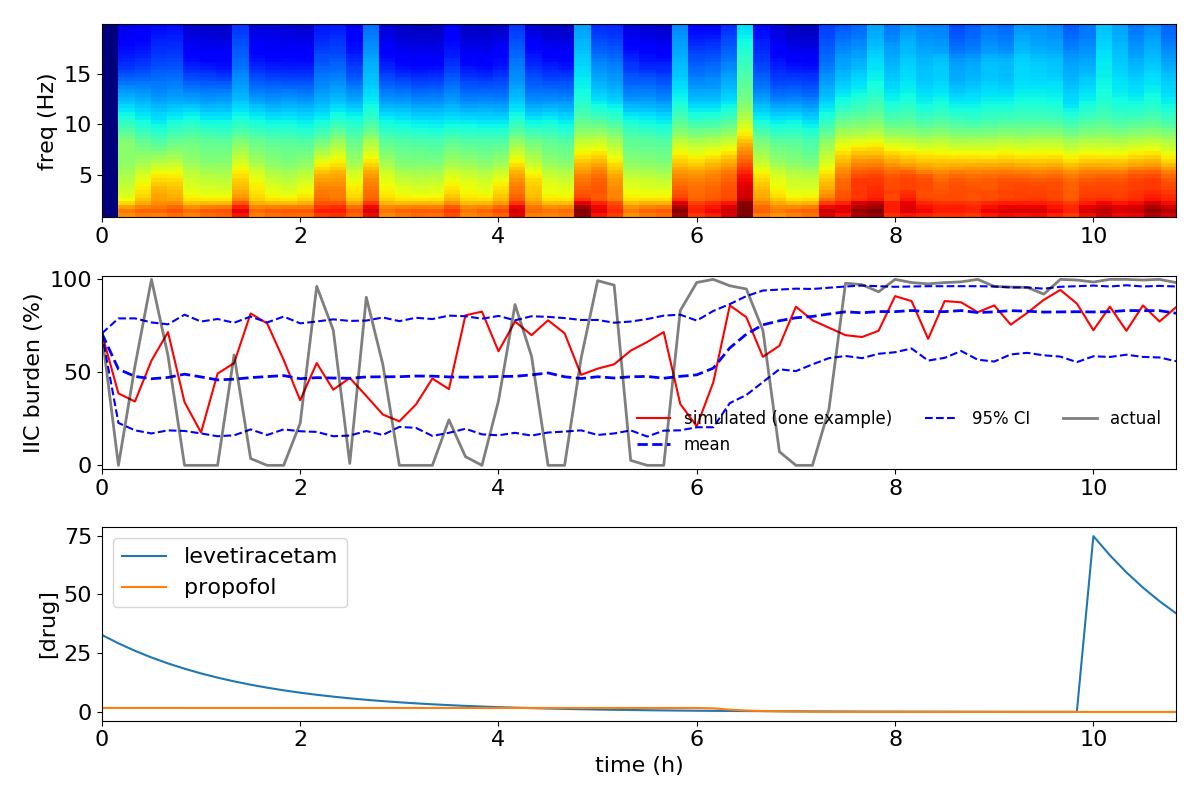 freq (Hz)
15
10
5
0 2 4 6 8 10
IIC burden (%)
100
50
0
simulated (one example) 95% CI actual
mean
0 2 4 6 8 10
[drug]
75
50
25
0
levetiracetam
propofol
0 2 4 6 8 10
time (h)